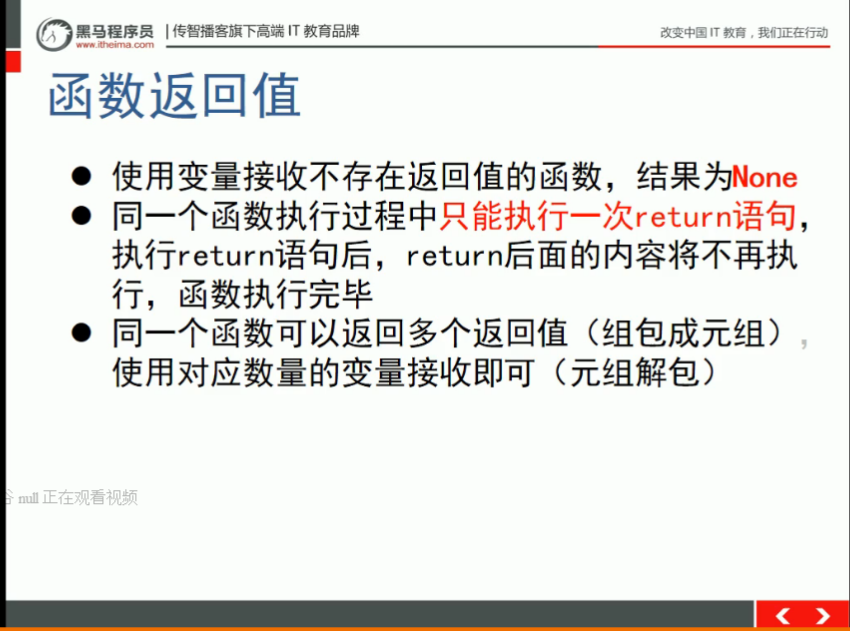 黑马程序员 | 传智播客旗下高端 IT 教育品牌
www.itheima.com
改变中国 IT 教育，我们正在行动
函数返回值
● 使用变量接收不存在返回值的函数，结果为None
● 同一个函数执行过程中只能执行一次return语句，
执行return语句后，return后面的内容将不再执
行，函数执行完毕
● 同一个函数可以返回多个返回值（组包成元组），
使用对应数量的变量接收即可（元组解包）
null 正在观看视频